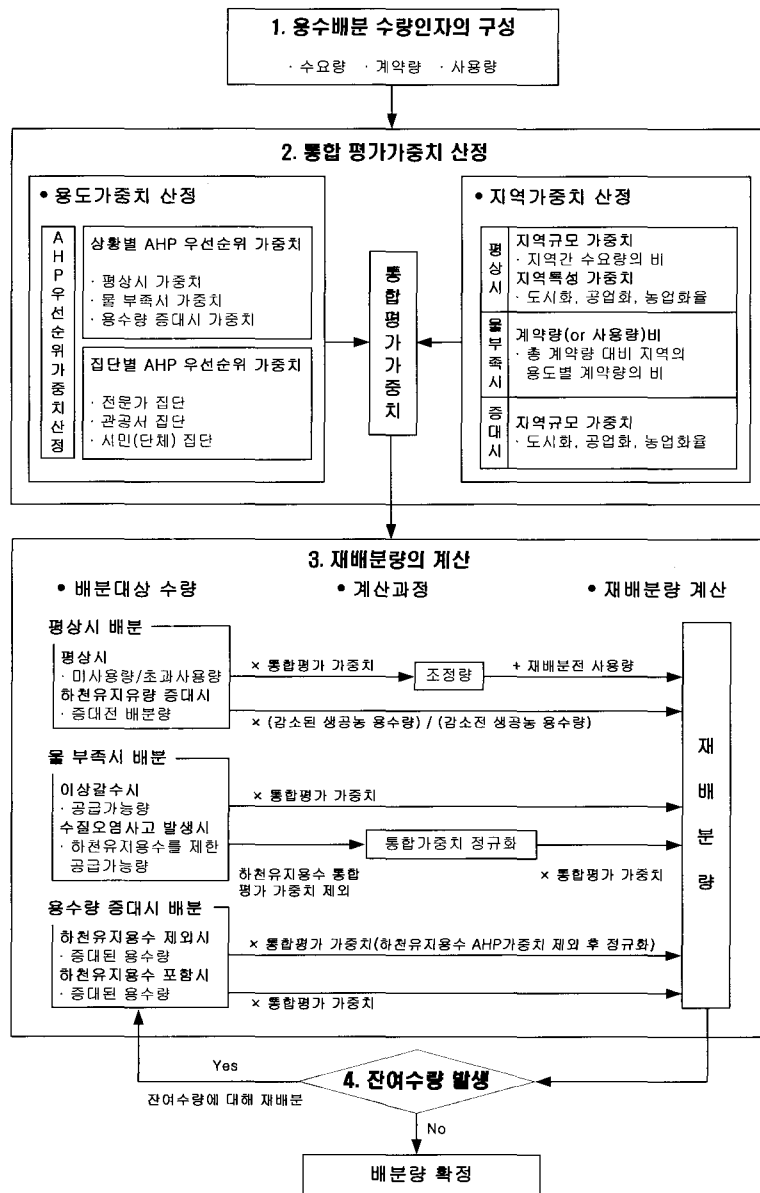 1. 용수배분 수량인자의 구성
· 수요량 · 계약량 · 사용량
2. 통합 평가가중치 산정
• 용도가중치 산정
AHP우선순위가중치산정
상황별 AHP 우선순위 가중치
· 평상시 가중치
· 물 부족시 가중치
· 용수량 증대시 가중치
집단별 AHP 우선순위 가중치
· 전문가 집단
· 관공서 집단
· 시민(단체) 집단
통합평가가중치
• 지역가중치 산정
평상시
지역규모 가중치
· 지역간 수요량의 비
지역특성 가중치
· 도시화, 공업화, 농업화율
물부족시
계약량(or 사용량)비
· 총 계약량 대비 지역의
용도별 계약량의 비
증대시
지역규모 가중치
· 도시화, 공업화, 농업화율
3. 재배분량의 계산
• 배분대상 수량
• 계산과정
• 재배분량 계산
평상시 배분
평상시
· 미사용량/초과사용량
하천유지유량 증대시
· 증대전 배분량
× 통합평가 가중치
조정량
+ 재배분전 사용량
× (감소된 생공농 용수량) / (감소전 생공농 용수량)
물 부족시 배분
이상갈수시
· 공급가능량
수질오염사고 발생시
· 하천유지용수를 제한
공급가능량
× 통합평가 가중치
통합가중치 정규화
하천유지용수 통합
평가 가중치 제외
× 통합평가 가중치
용수량 증대시 배분
하천유지용수 제외시
· 증대된 용수량
하천유지용수 포함시
· 증대된 용수량
× 통합평가 가중치(하천유지용수 AHP가중치 제외 후 정규화)
× 통합평가 가중치
재배분량
4. 잔여수량 발생
Yes
잔여수량에 대해 재배분
No
배분량 확정